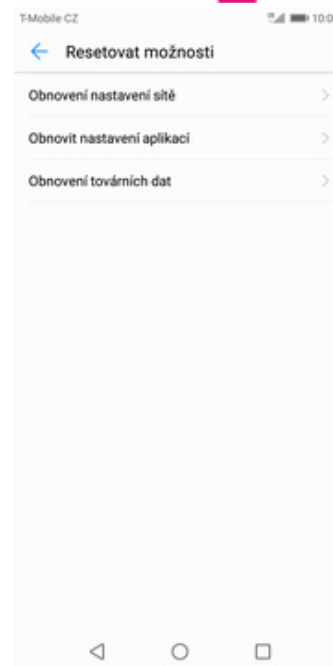 T-Mobile CZ 10:0
Resetovat možnosti
Obnovení nastavení sítě
Obnovit nastavení aplikací
Obnovení továrních dat